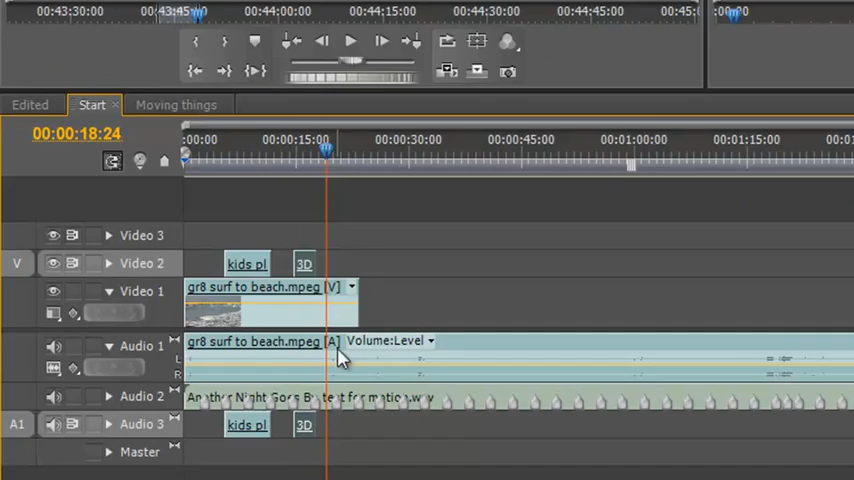 00:43:30:00 00:43:45:00 00:44:00:00 00:44:15:00 00:44:30:00 00:44:45:00 00:45: :00:00
Edited Start Moving things
00:00:18:24
:00:00 00:00:15:00 00:00:30:00 00:00:45:00 00:01:00:00 00:01:15:00 00:01
Video 3
V Video 2 kids pl 3D
Video 1 gr8 surf to beach.mpeg [V]
Audio 1 gr8 surf to beach.mpeg [A] Volume:Level
L
R
Audio 2 Another Night Goes By text for motion.wav
A1 Audio 3 kids pl 3D
Master